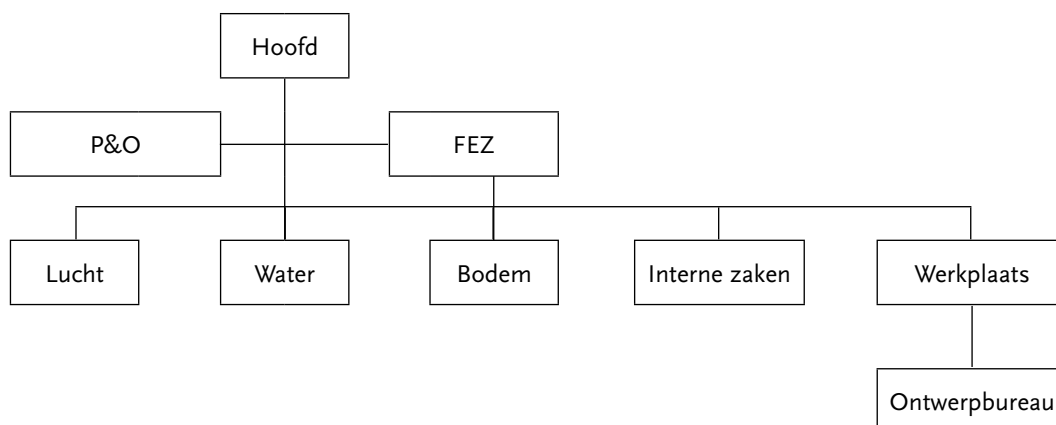 Hoofd
P&O
FEZ
Lucht
Water
Bodem
Interne zaken
Werkplaats
Ontwerpbureau